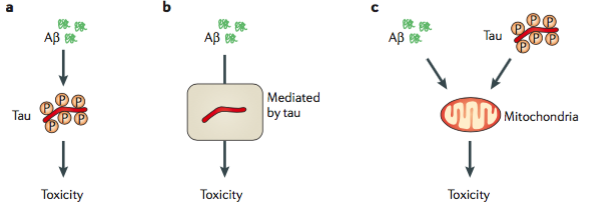 a
Aβ
Tau
P P P P P P
Toxicity
b
Aβ
Mediated
by tau
Toxicity
c
Aβ
Tau
P P P P P P
Mitochondria
Toxicity